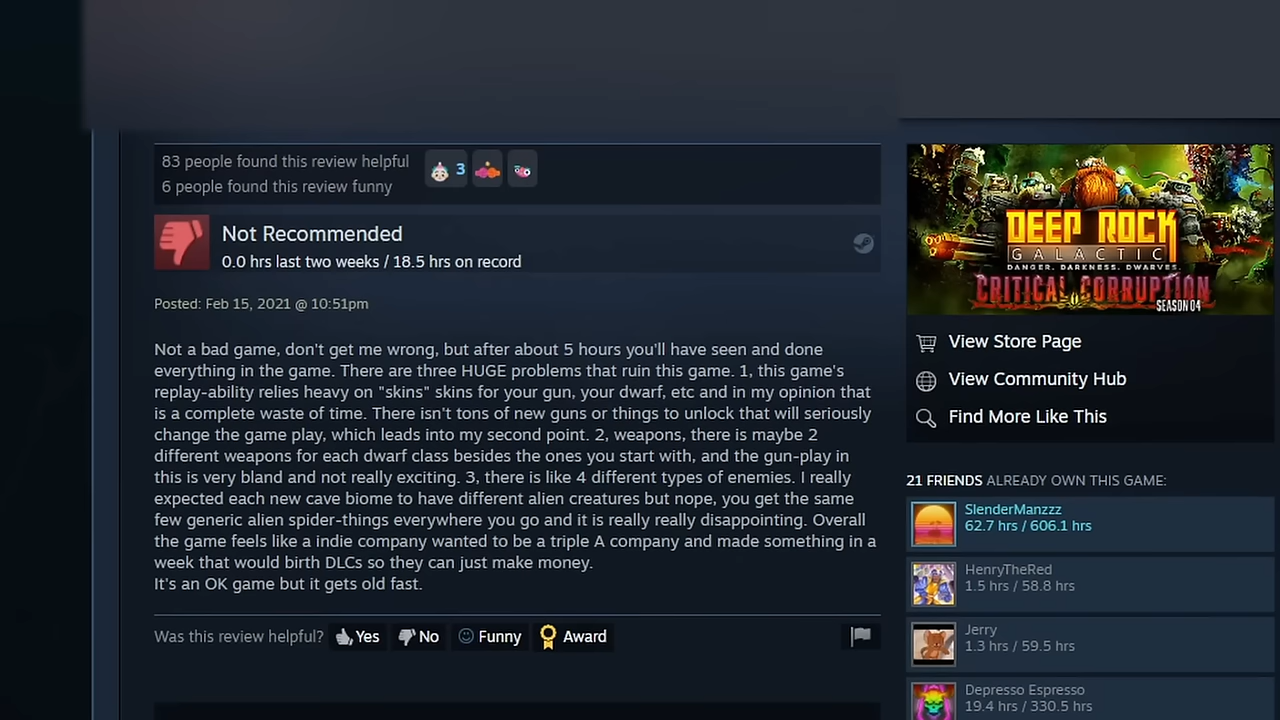 83 people found this review helpful
3
6 people found this review funny
Not Recommended
0.0 hrs last two weeks / 18.5 hrs on record
Posted: Feb 15, 2021 @ 10:51pm
Not a bad game, don't get me wrong, but after about 5 hours you'll have seen and done
everything in the game. There are three HUGE problems that ruin this game. 1, this game's
replay-ability relies heavy on "skins" skins for your gun, your dwarf, etc and in my opinion that
is a complete waste of time. There isn't tons of new guns or things to unlock that will seriously
change the game play, which leads into my second point. 2, weapons, there is maybe 2
different weapons for each dwarf class besides the ones you start with, and the gun-play in
this is very bland and not really exciting. 3, there is like 4 different types of enemies. I really
expected each new cave biome to have different alien creatures but nope, you get the same
few generic alien spider-things everywhere you go and it is really really disappointing. Overall
the game feels like a indie company wanted to be a triple A company and made something in a
week that would birth DLCs so they can just make money.
It's an OK game but it gets old fast.
Was this review helpful? Yes No Funny Award
DEEP ROCK
GALACTIC
DANGER. DARKNESS. DWARVES.
CRITICAL CORRUPTION
SEASON 04
View Store Page
View Community Hub
Find More Like This
21 FRIENDS ALREADY OWN THIS GAME:
SlenderManzzz
62.7 hrs / 606.1 hrs
HenryTheRed
1.5 hrs / 58.8 hrs
Jerry
1.3 hrs / 59.5 hrs
Depresso Espresso
19.4 hrs / 330.5 hrs